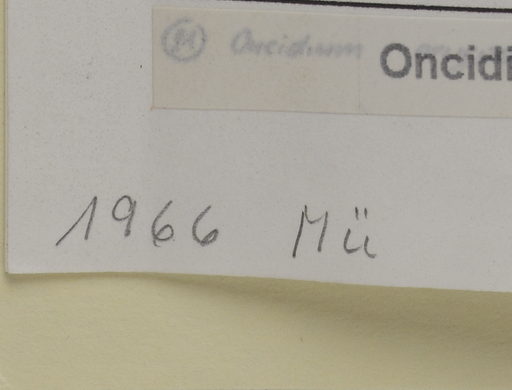 Ⓜ Oncidium
Oncidi
1966 Mü